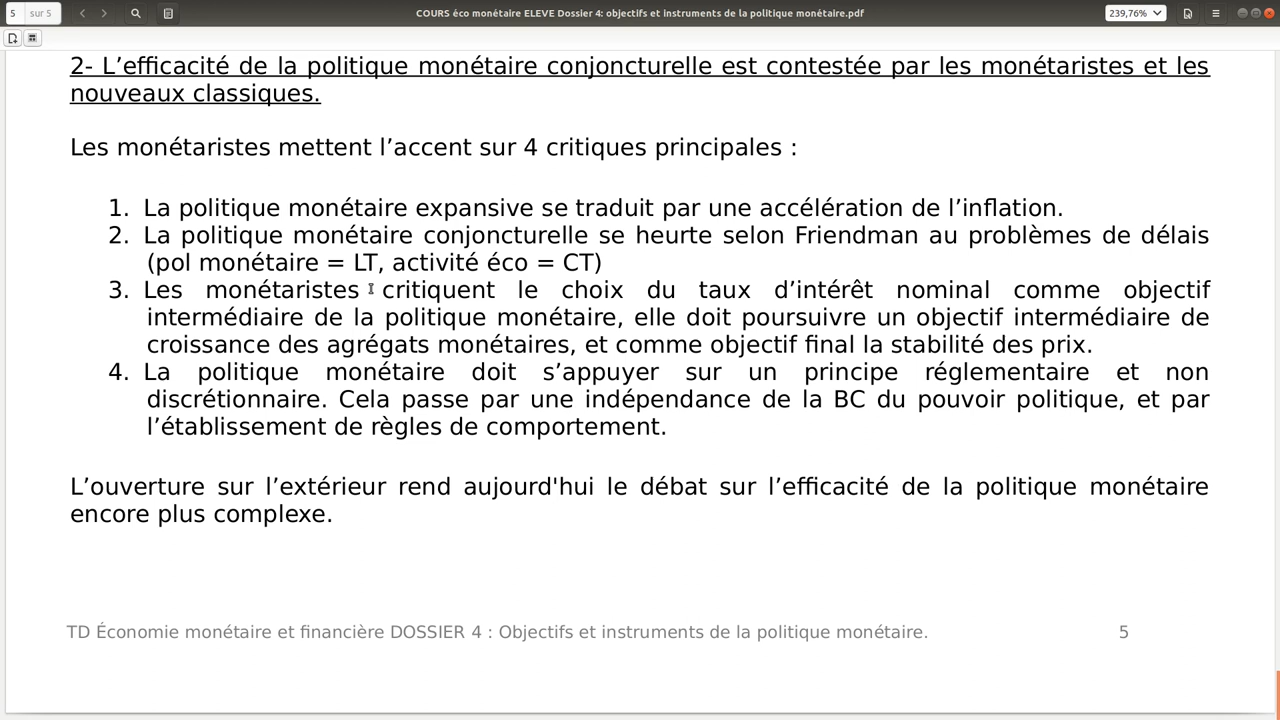 5 sur 5
COURS éco monétaire ELEVE Dossier 4: objectifs et instruments de la politique monétaire.pdf
239,76%
2- L’efficacité de la politique monétaire conjoncturelle est contestée par les monétaristes et les
nouveaux classiques.
Les monétaristes mettent l’accent sur 4 critiques principales :
1. La politique monétaire expansive se traduit par une accélération de l’inflation.
2. La politique monétaire conjoncturelle se heurte selon Friendman au problèmes de délais
(pol monétaire = LT, activité éco = CT)
3. Les monétaristes critiquent le choix du taux d’intérêt nominal comme objectif
intermédiaire de la politique monétaire, elle doit poursuivre un objectif intermédiaire de
croissance des agrégats monétaires, et comme objectif final la stabilité des prix.
4. La politique monétaire doit s’appuyer sur un principe réglementaire et non
discrétionnaire. Cela passe par une indépendance de la BC du pouvoir politique, et par
l’établissement de règles de comportement.
L’ouverture sur l’extérieur rend aujourd'hui le débat sur l’efficacité de la politique monétaire
encore plus complexe.
TD Économie monétaire et financière DOSSIER 4 : Objectifs et instruments de la politique monétaire. 5